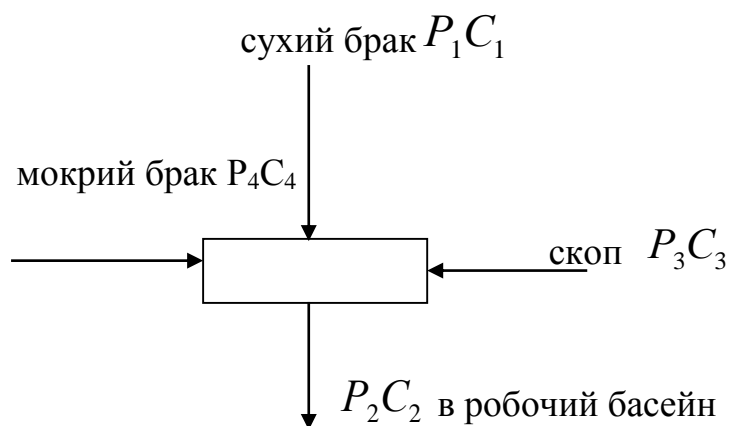 сухий брак P₁C₁
мокрий брак P₄C₄
скоп P₃C₃
P₂C₂ в робочий басейн